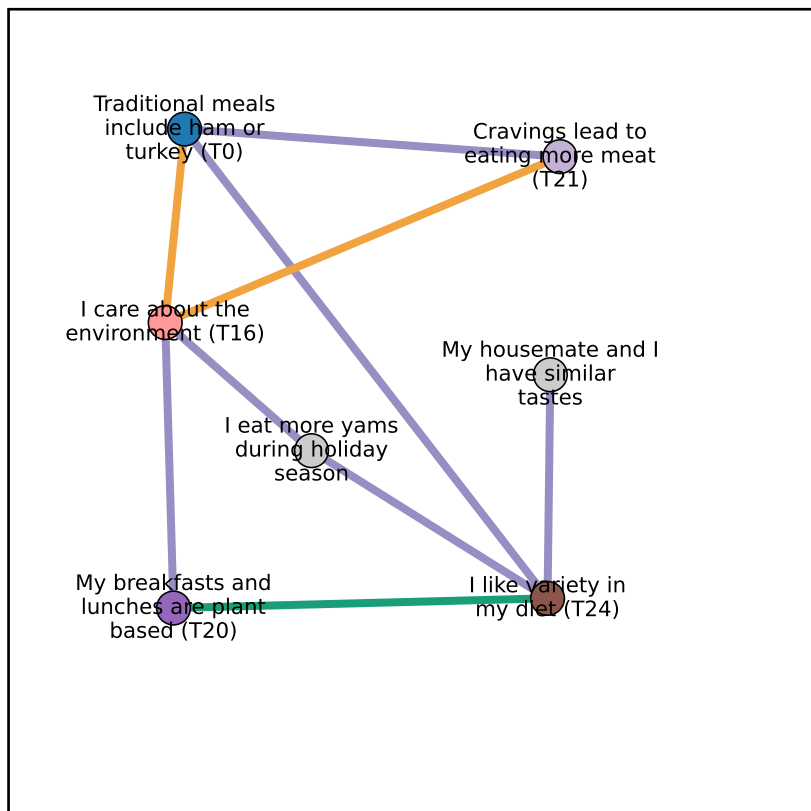 Traditional meals
include ham or
turkey (T0)
Cravings lead to
eating more meat
(T21)
I care about the
environment (T16)
My housemate and I
have similar
tastes
I eat more yams
during holiday
season
My breakfasts and
lunches are plant
based (T20)
I like variety in
my diet (T24)